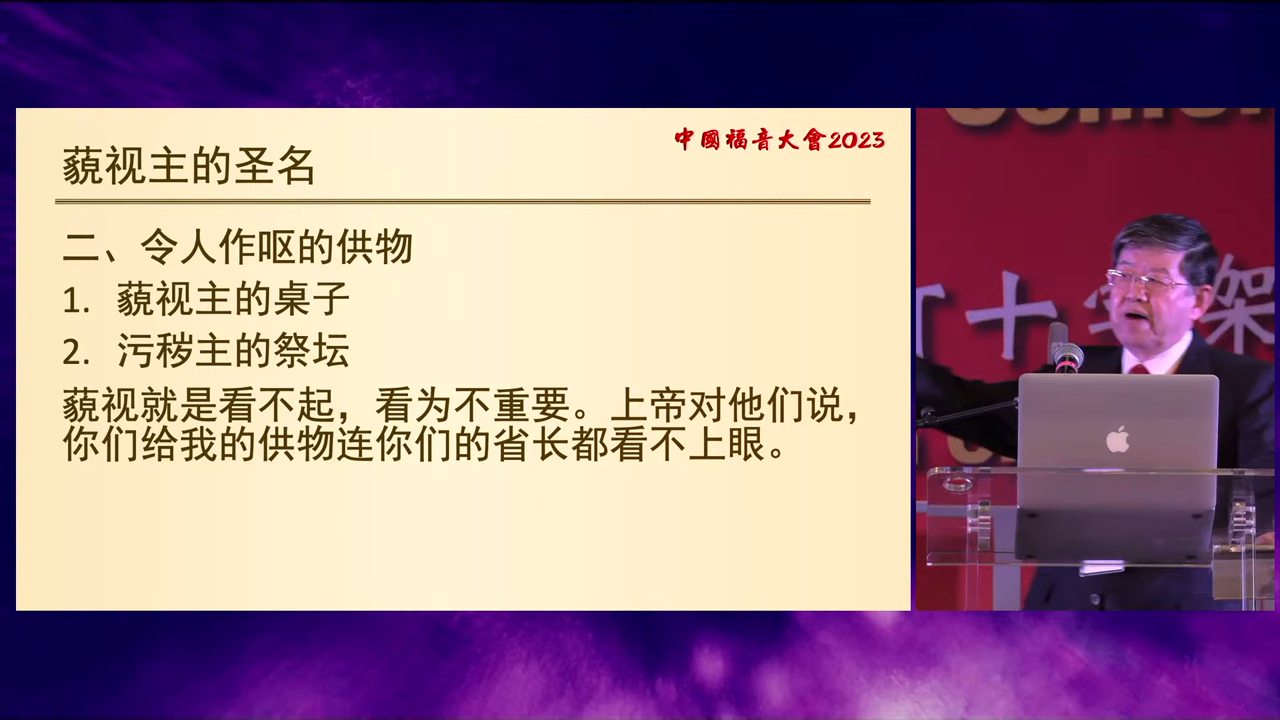 中國福音大會2023
藐视主的圣名
二、令人作呕的供物
1. 藐视主的桌子
2. 污秽主的祭坛
藐视就是看不起，看为不重要。上帝对他们说，
你们给我的供物连你们的省长都看不上眼。
十字架